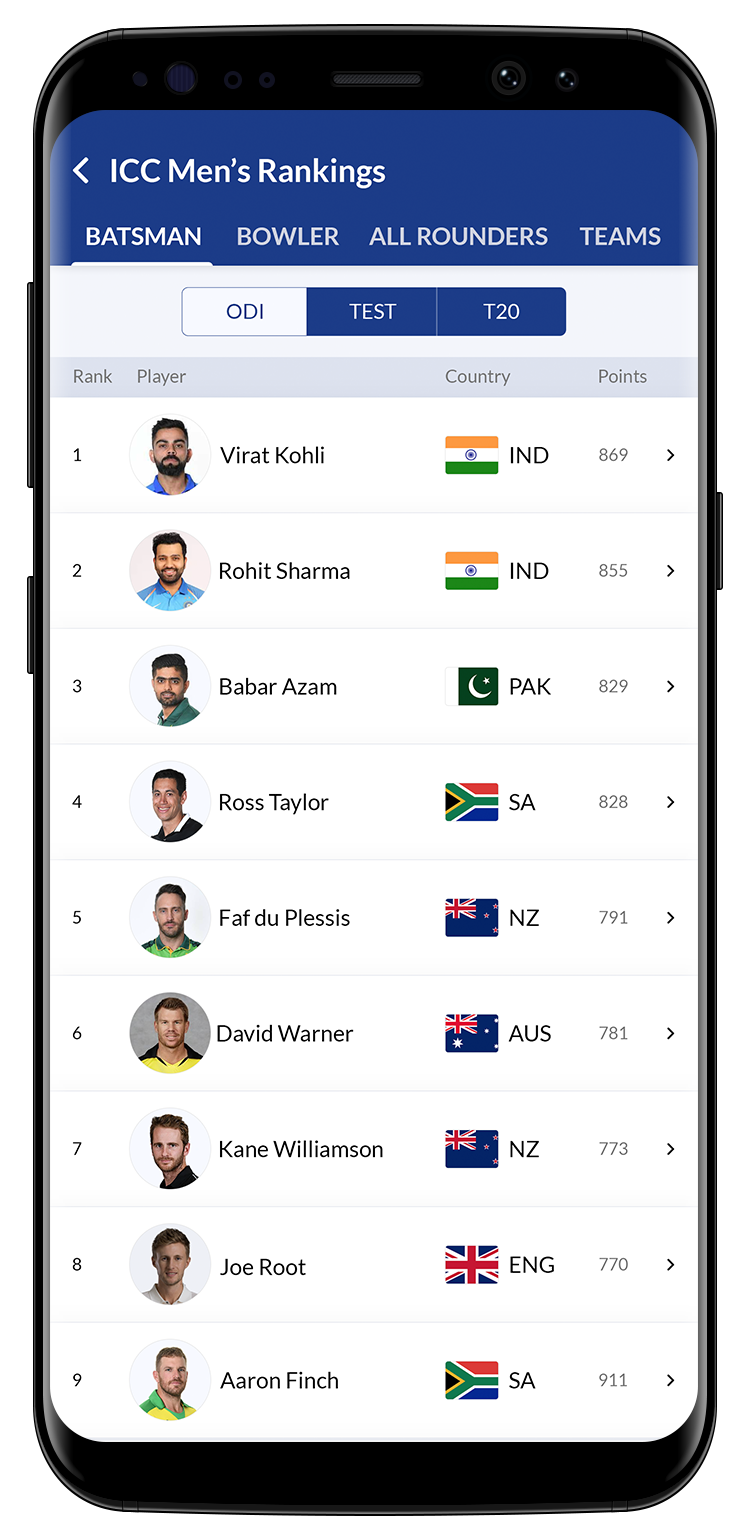 ICC Men’s Rankings
BATSMAN BOWLER ALL ROUNDERS TEAMS
ODI TEST T20
Rank Player Country Points
1 Virat Kohli IND 869
2 Rohit Sharma IND 855
3 Babar Azam PAK 829
4 Ross Taylor SA 828
5 Faf du Plessis NZ 791
6 David Warner AUS 781
7 Kane Williamson NZ 773
8 Joe Root ENG 770
9 Aaron Finch SA 911